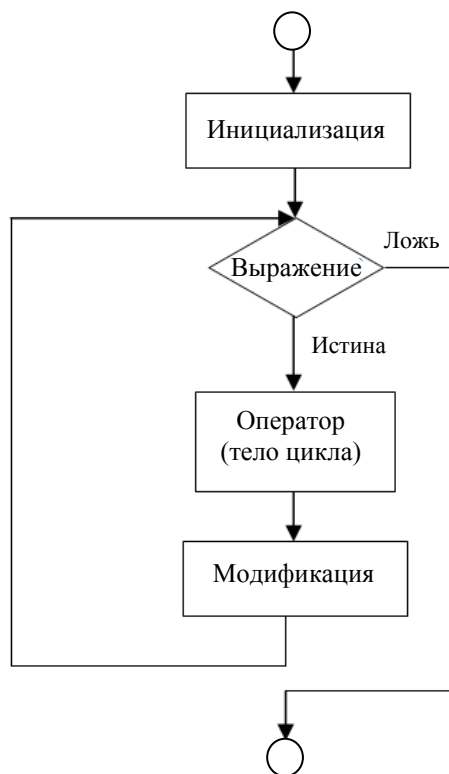 Инициализация
Ложь
Выражение
Истина
Оператор
(тело цикла)
Модификация